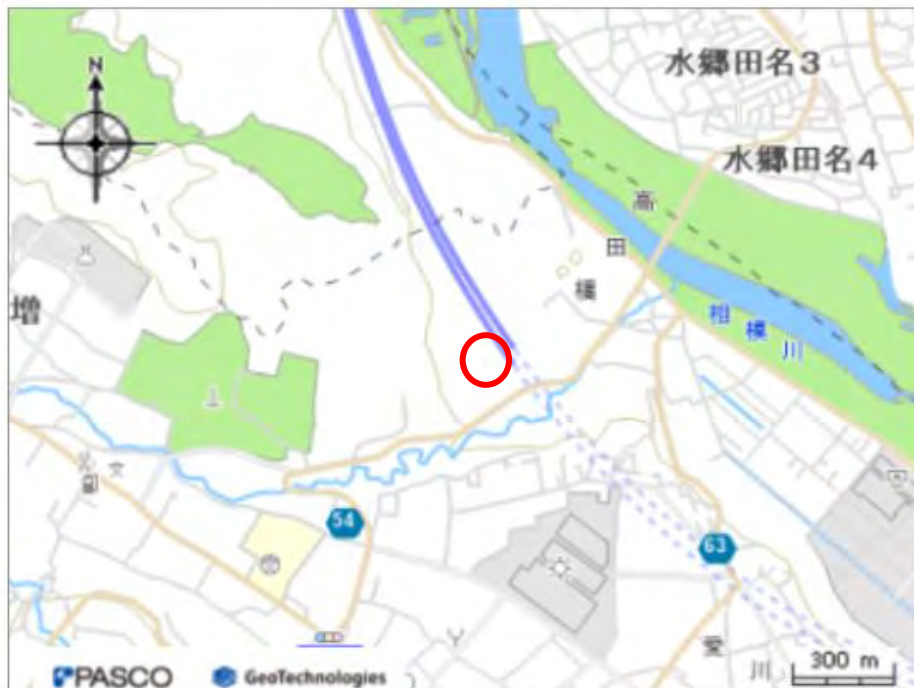 水郷田名3
水郷田名4
N
高
田
橋
相
模
川
増
54
63
愛
川
300 m
PASCO
GeoTechnologies